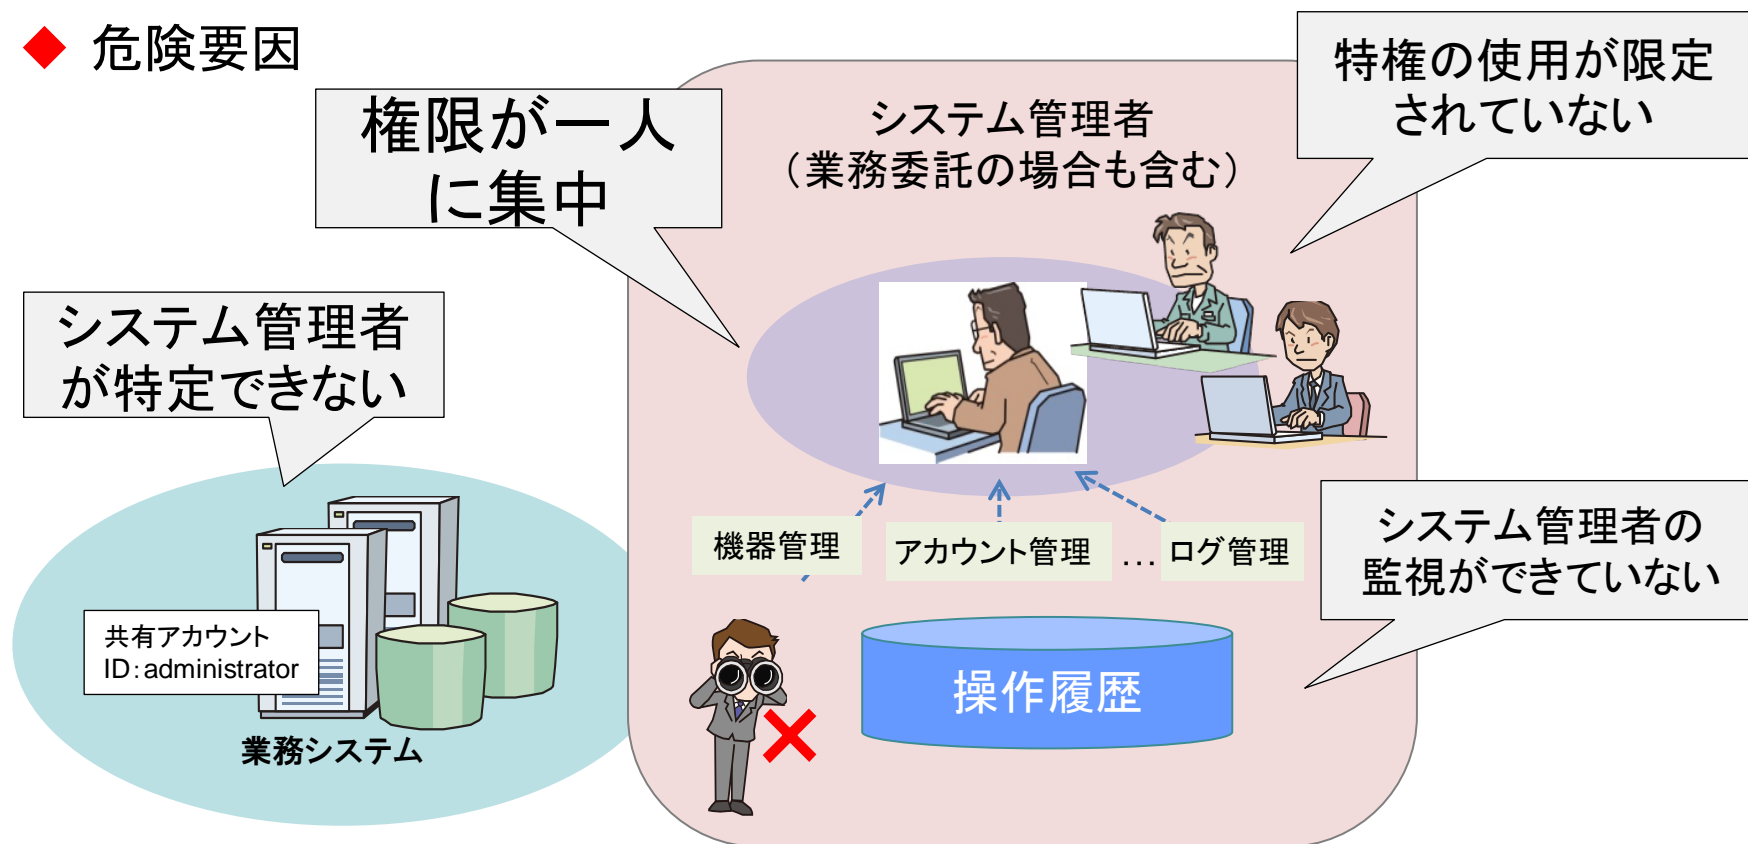 ◆ 危険要因
権限が一人
に集中
システム管理者
（業務委託の場合も含む）
特権の使用が限定
されていない
システム管理者
が特定できない
機器管理
アカウント管理
…
ログ管理
システム管理者の
監視ができていない
共有アカウント
ID：administrator
業務システム
操作履歴